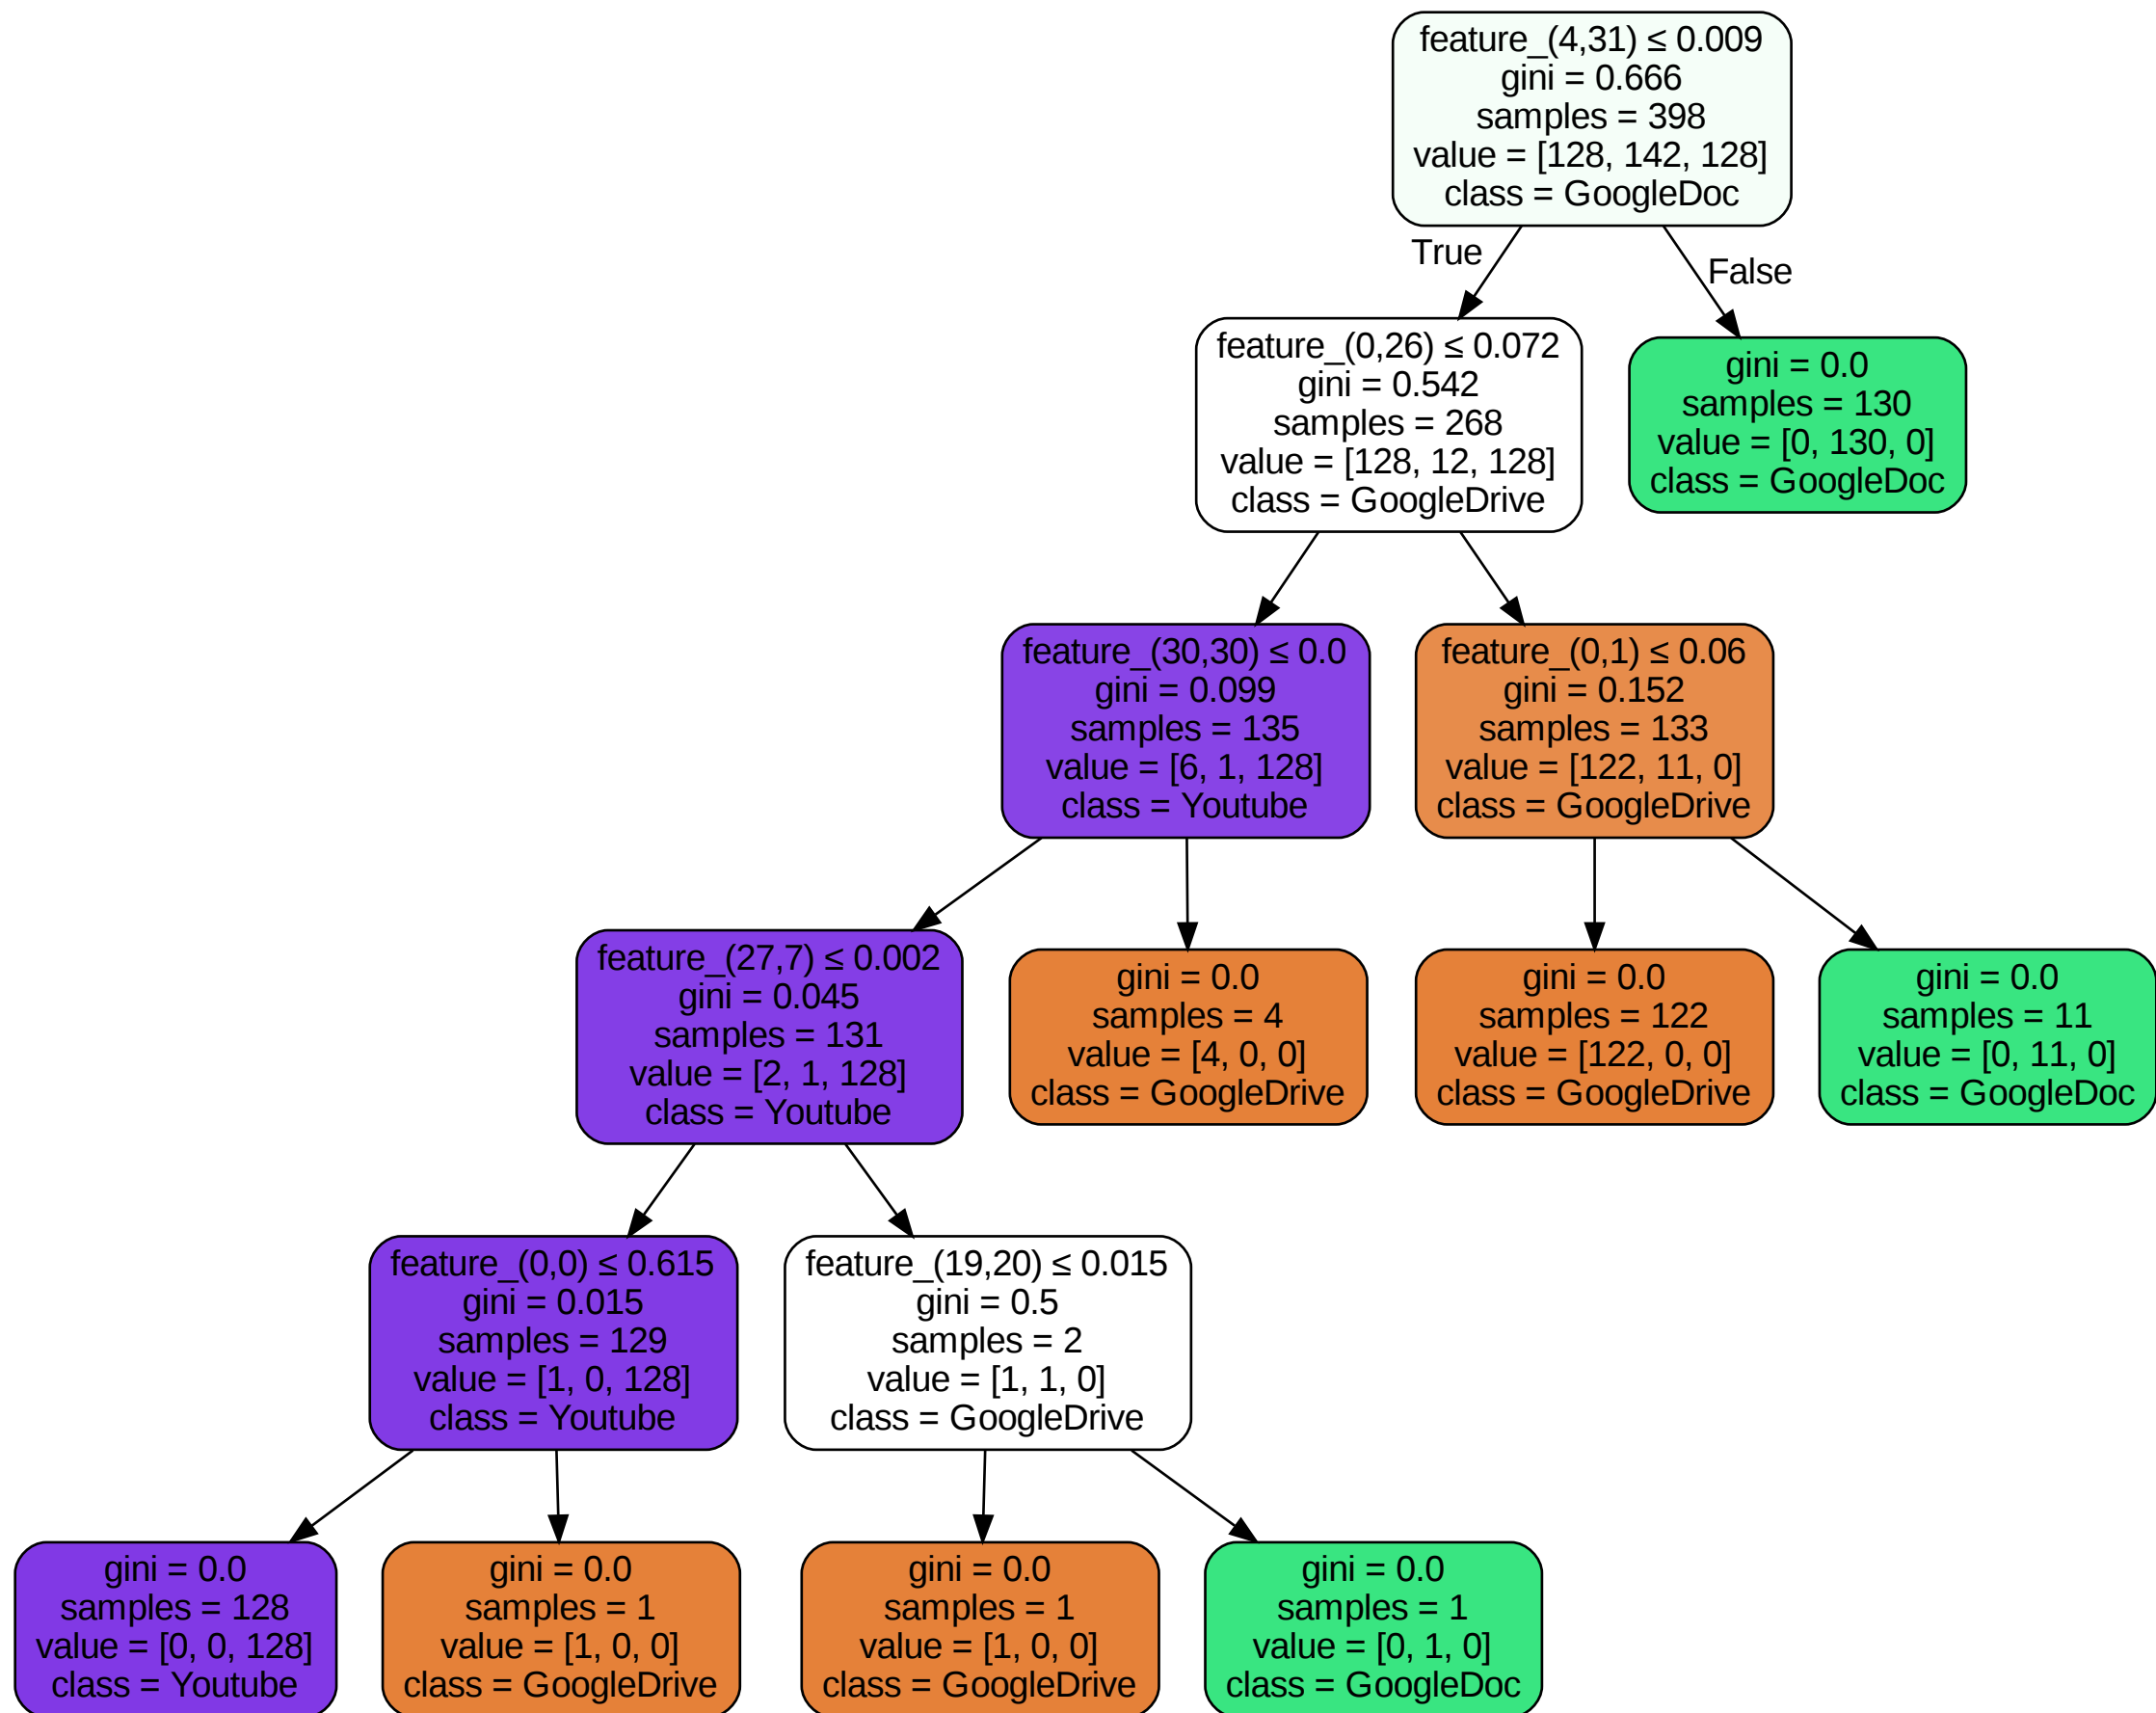 feature_(4,31) ≤ 0.009
gini = 0.666
samples = 398
value = [128, 142, 128]
class = GoogleDoc
True
False
feature_(0,26) ≤ 0.072
gini = 0.542
samples = 268
value = [128, 12, 128]
class = GoogleDrive
gini = 0.0
samples = 130
value = [0, 130, 0]
class = GoogleDoc
feature_(30,30) ≤ 0.0
gini = 0.099
samples = 135
value = [6, 1, 128]
class = Youtube
feature_(0,1) ≤ 0.06
gini = 0.152
samples = 133
value = [122, 11, 0]
class = GoogleDrive
feature_(27,7) ≤ 0.002
gini = 0.045
samples = 131
value = [2, 1, 128]
class = Youtube
gini = 0.0
samples = 4
value = [4, 0, 0]
class = GoogleDrive
gini = 0.0
samples = 122
value = [122, 0, 0]
class = GoogleDrive
gini = 0.0
samples = 11
value = [0, 11, 0]
class = GoogleDoc
feature_(0,0) ≤ 0.615
gini = 0.015
samples = 129
value = [1, 0, 128]
class = Youtube
feature_(19,20) ≤ 0.015
gini = 0.5
samples = 2
value = [1, 1, 0]
class = GoogleDrive
gini = 0.0
samples = 128
value = [0, 0, 128]
class = Youtube
gini = 0.0
samples = 1
value = [1, 0, 0]
class = GoogleDrive
gini = 0.0
samples = 1
value = [1, 0, 0]
class = GoogleDrive
gini = 0.0
samples = 1
value = [0, 1, 0]
class = GoogleDoc